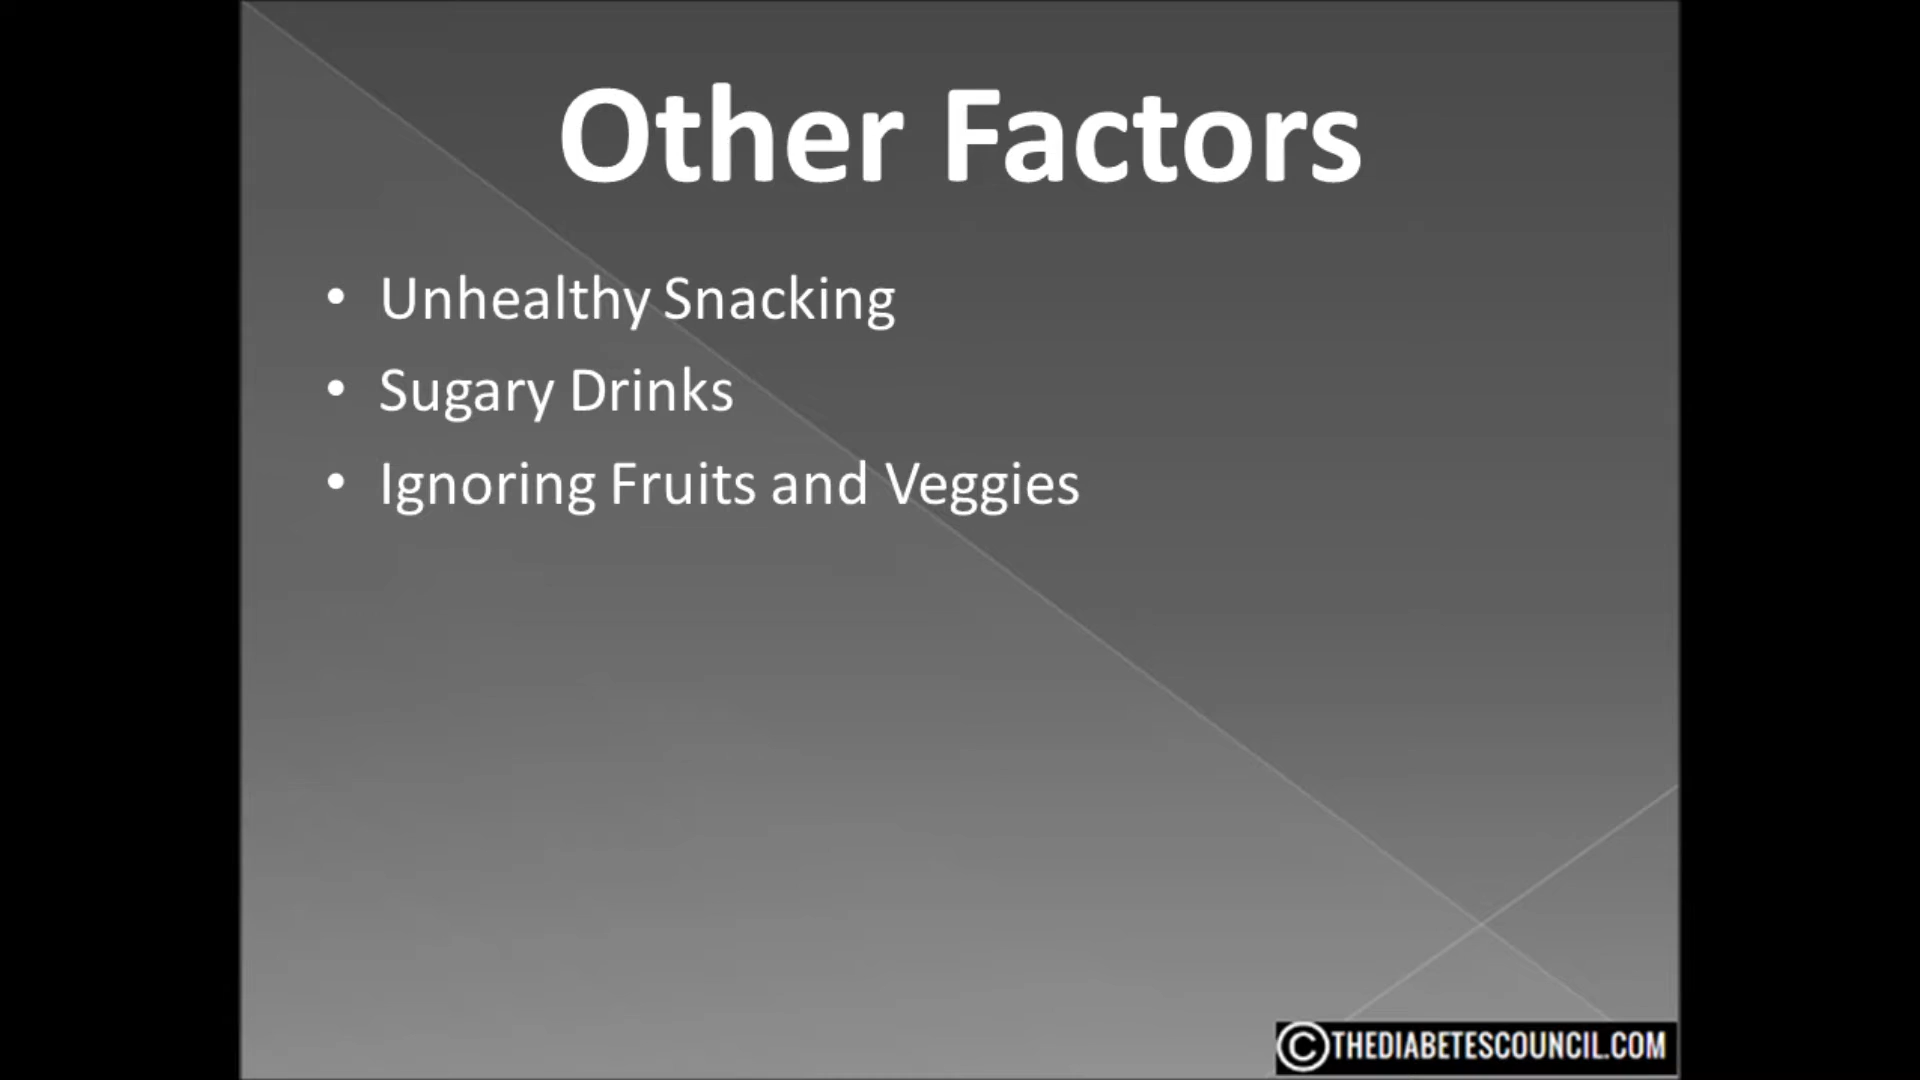 Other Factors
• Unhealthy Snacking
• Sugary Drinks
• Ignoring Fruits and Veggies
©THEDIABETESCOUNCIL.COM